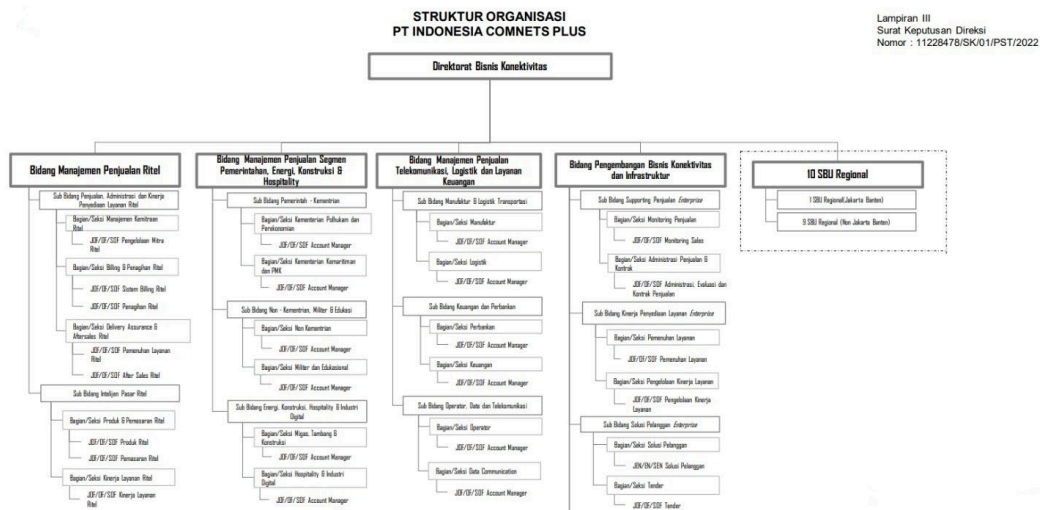 STRUKTUR ORGANISASI
PT INDONESIA COMNETS PLUS
Lampiran III
Surat Keputusan Direksi
Nomor : 11228478/SK/01/PST/2022
Direktorat Bisnis Konektivitas
Bidang Manajemen Penjualan Ritel
Sub Bidang Penjualan, Administrasi dan Kinerja
Penyediaan Layanan Ritel
Bagian/Seksi Manajemen Kemitraan
Ritel
JOF/OF/SOF Pengelolaan Mitra
Ritel
Bagian/Seksi Billing & Penagihan Ritel
JOF/OF/SOF Sistem Billing Ritel
JOF/OF/SOF Penagihan Ritel
Bagian/Seksi Delivery Assurance &
Aftersales Ritel
JOF/OF/SOF Pemenuhan Layanan
Ritel
JOF/OF/SOF After Sales Ritel
Sub Bidang Intelijen Pasar Ritel
Bagian/Seksi Produk & Pemasaran Ritel
JOF/OF/SOF Produk Ritel
JOF/OF/SOF Pemasaran Ritel
Bagian/Seksi Kinerja Layanan Ritel
JOF/OF/SOF Kinerja Layanan
Ritel
Bidang Manajemen Penjualan Segmen
Pemerintahan, Energi, Konstruksi &
Hospitality
Sub Bidang Pemerintah - Kementrian
Bagian/Seksi Kementerian Polhukam dan
Perekonomian
JOF/OF/SOF Account Manager
Bagian/Seksi Kementerian Kemaritiman
dan PMK
JOF/OF/SOF Account Manager
Sub Bidang Non - Kementrian, Militer & Edukasi
Bagian/Seksi Non Kementrian
JOF/OF/SOF Account Manager
Bagian/Seksi Militer dan Edukasional
JOF/OF/SOF Account Manager
Sub Bidang Energi, Konstruksi, Hospitality & Industri
Digital
Bagian/Seksi Migas, Tambang &
Konstruksi
JOF/OF/SOF Account Manager
Bagian/Seksi Hospitality & Industri
Digital
JOF/OF/SOF Account Manager
Bidang Manajemen Penjualan
Telekomunikasi, Logistik dan Layanan
Keuangan
Sub Bidang Manufaktur & Logistik Transportasi
Bagian/Seksi Manufaktur
JOF/OF/SOF Account Manager
Bagian/Seksi Logistik
JOF/OF/SOF Account Manager
Sub Bidang Keuangan dan Perbankan
Bagian/Seksi Perbankan
JOF/OF/SOF Account Manager
Bagian/Seksi Keuangan
JOF/OF/SOF Account Manager
Sub Bidang Operator, Data dan Telekomunikasi
Bagian/Seksi Operator
JOF/OF/SOF Account Manager
Bagian/Seksi Data Communication
JOF/OF/SOF Account Manager
Bidang Pengembangan Bisnis Konektivitas
dan Infrastruktur
Sub Bidang Supporting Penjualan Enterprise
Bagian/Seksi Monitoring Penjualan
JOF/OF/SOF Monitoring Sales
Bagian/Seksi Administrasi Penjualan &
Kontrak
JOF/OF/SOF Administrasi, Evaluasi dan
Kontrak Penjualan
Sub Bidang Kinerja Penyediaan Layanan Enterprise
Bagian/Seksi Pemenuhan Layanan
JOF/OF/SOF Pemenuhan Layanan
Bagian/Seksi Pengelolaan Kinerja Layanan
JOF/OF/SOF Pengelolaan Kinerja
Layanan
Sub Bidang Solusi Pelanggan Enterprise
Bagian/Seksi Solusi Pelanggan
JEN/EN/SEN Solusi Pelanggan
Bagian/Seksi Tender
JOF/OF/SOF Tender
10 SBU Regional
1 SBU Regional(Jakarta Banten)
9 SBU Regional (Non Jakarta Banten)